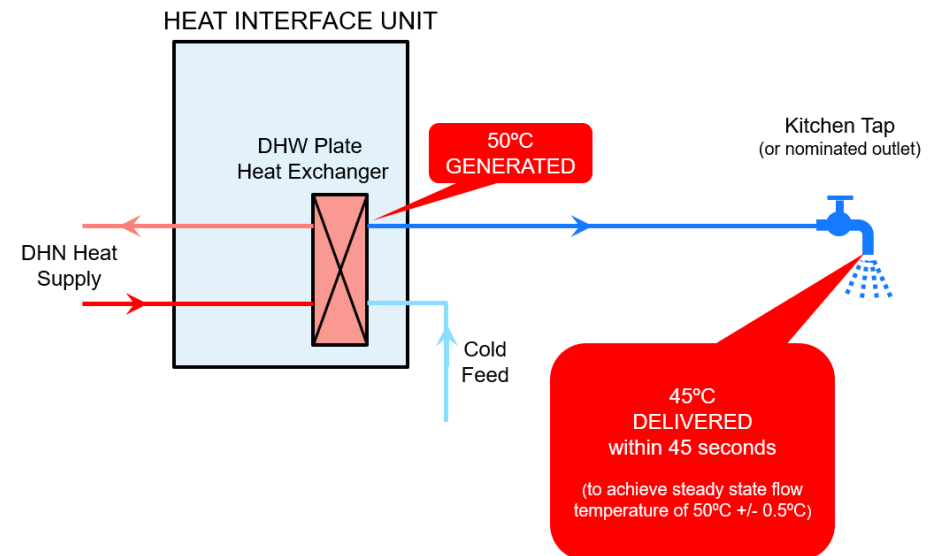 HEAT INTERFACE UNIT
DHW Plate
Heat Exchanger
50ºC
GENERATED
Kitchen Tap
(or nominated outlet)
DHN Heat
Supply
Cold
Feed
45ºC
DELIVERED
within 45 seconds
(to achieve steady state flow
temperature of 50ºC +/- 0.5ºC)